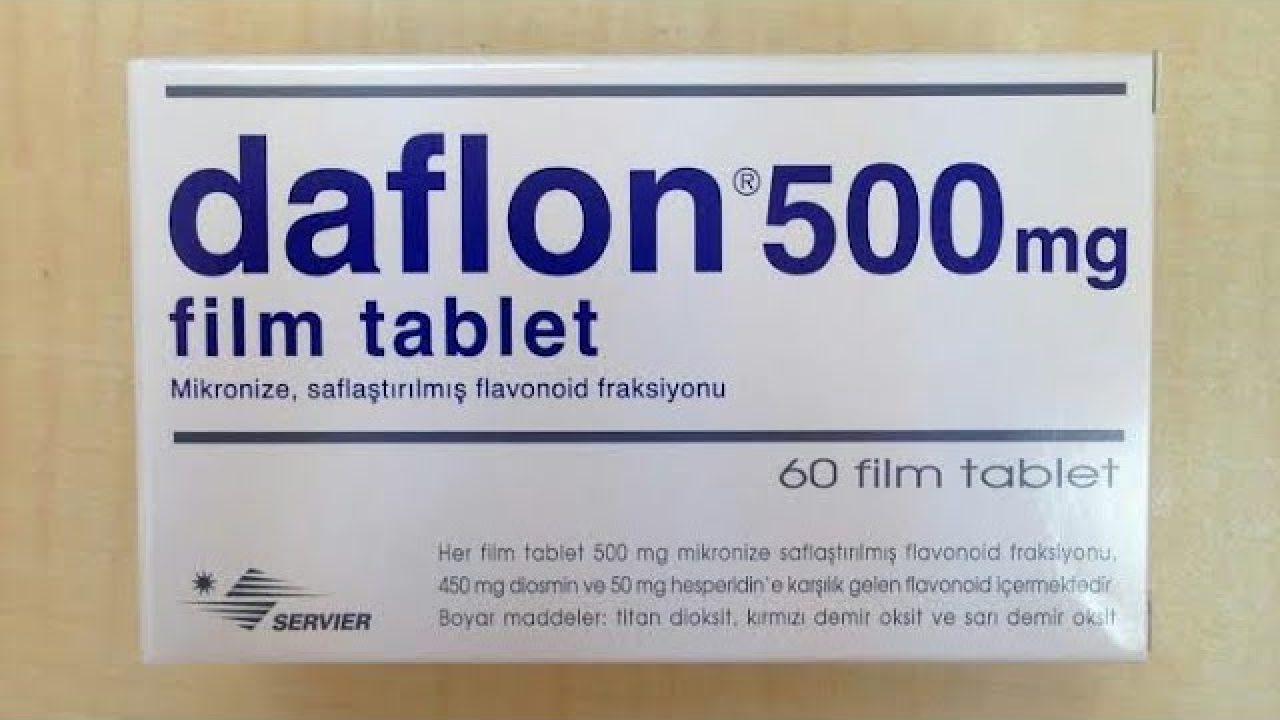 daflon® 500 mg
film tablet
Mikronize, saflaştırılmış flavonoid fraksiyonu
60 film tablet
Her film tablet 500 mg mikronize saflaştırılmış flavonoid fraksiyonu,
450 mg diosmin ve 50 mg hesperidin'e karşılık gelen flavonoid içermektedir
Boyar maddeler: titan dioksit, kırmızı demir oksit ve sarı demir oksit
SERVIER